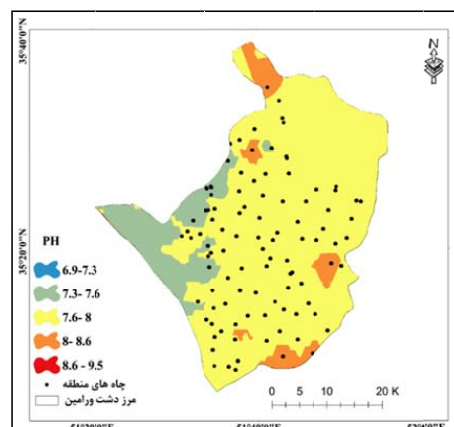 35°40'0"N
N
35°20'0"N
PH
6.9-7.3
7.3- 7.6
7.6- 8
8- 8.6
8.6 - 9.5
چاه های منطقه
مرز دشت ورامین
0 5 10 20 K